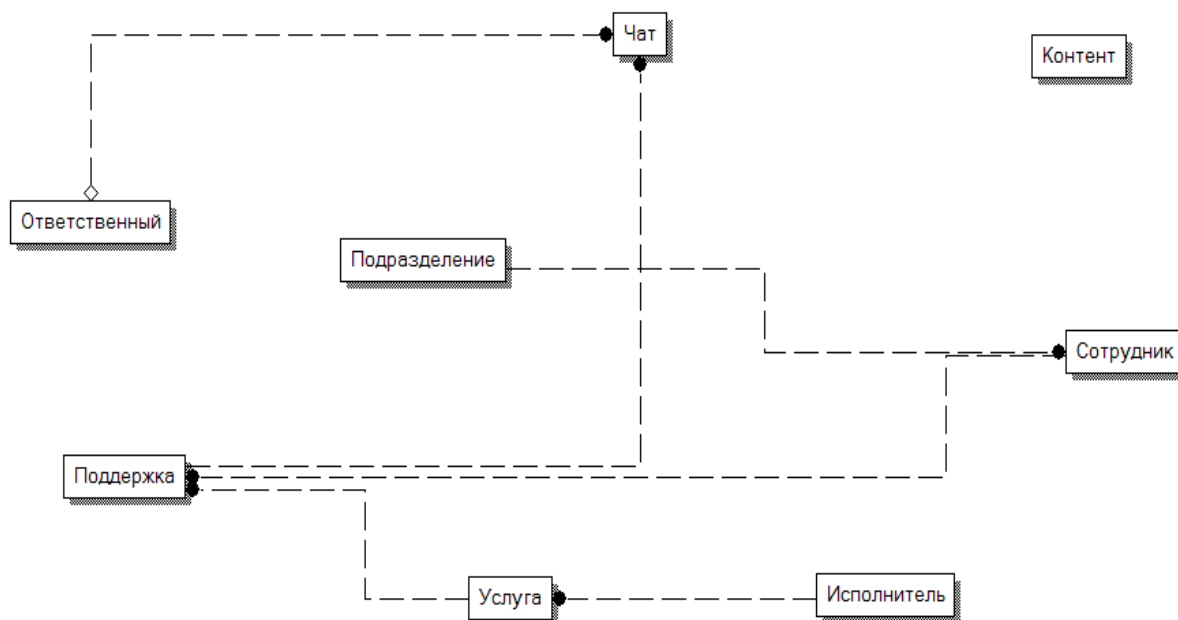 Чат
Контент
Ответственный
Подразделение
Сотрудник
Поддержка
Услуга
Исполнитель